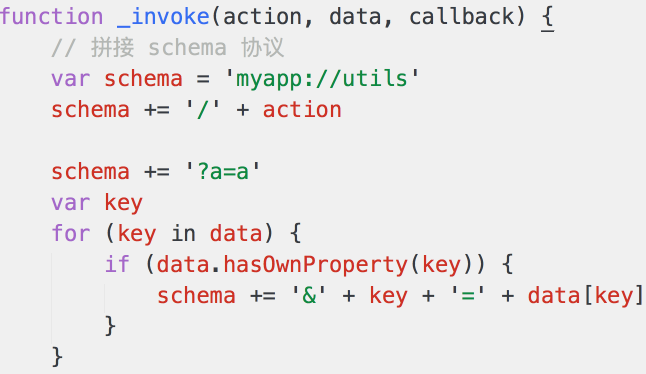 function _invoke(action, data, callback) {
// 拼接 schema 协议
var schema = 'myapp://utils'
schema += '/' + action
schema += '?a=a'
var key
for (key in data) {
if (data.hasOwnProperty(key)) {
schema += '&' + key + '=' + data[key]
}
}